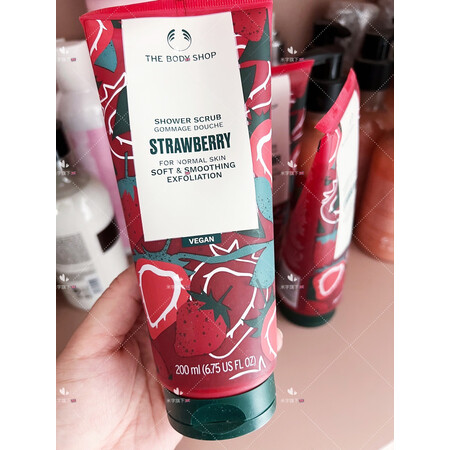 THE BODY SHOP
SHOWER SCRUB
GOMMAGE DOUCHE
STRAWBERRY
FOR NORMAL SKIN
SOFT & SMOOTHING
EXFOLIATION
VEGAN
200 ml (6.75 US FL OZ)